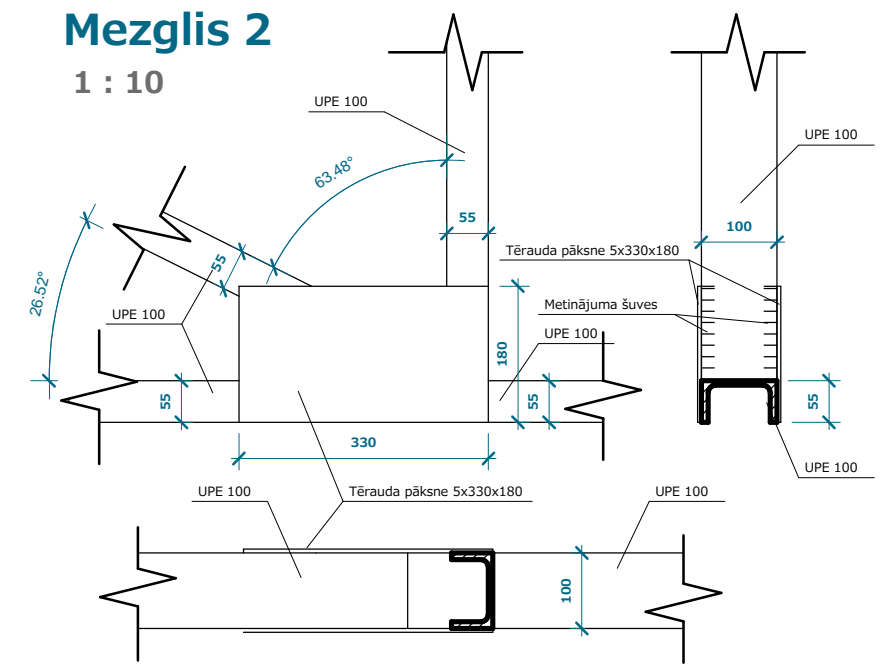 Mezglis 2
1 : 10
UPE 100
UPE 100
63.48°
55
100
Tērauda pāksne 5x330x180
55
26.52°
Metinājuma šuves
UPE 100
UPE 100
180
55
55
55
330
UPE 100
UPE 100
Tērauda pāksne 5x330x180
UPE 100
100